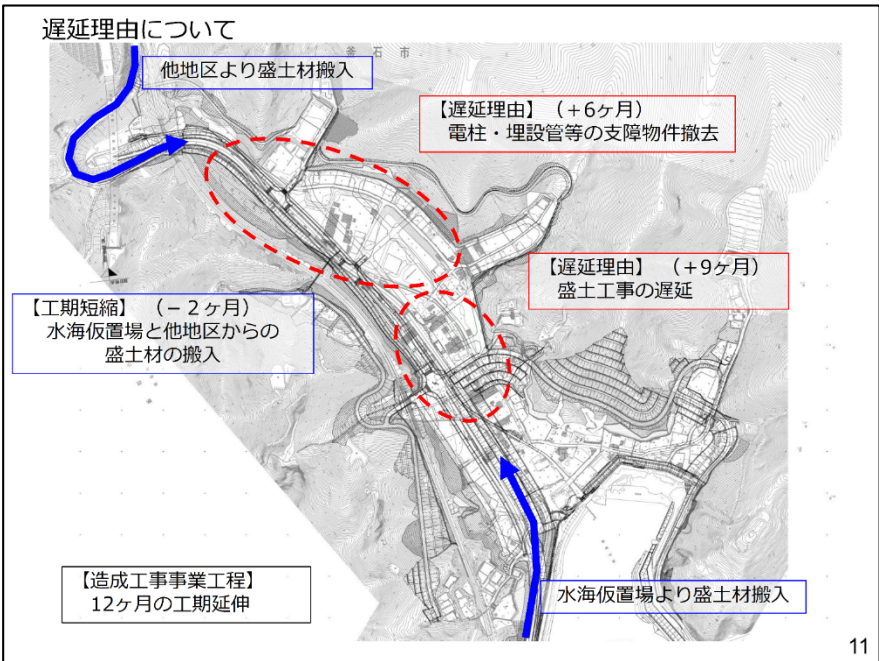 遅延理由について
釜石市
他地区より盛土材搬入
【遅延理由】（+6ヶ月）
電柱・埋設管等の支障物件撤去
【遅延理由】（+9ヶ月）
盛土工事の遅延
【工期短縮】（－２ヶ月）
水海仮置場と他地区からの
盛土材の搬入
【造成工事事業工程】
12ヶ月の工期延伸
水海仮置場より盛土材搬入
11